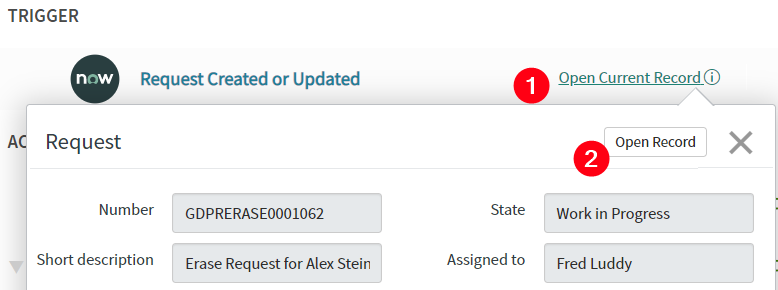 TRIGGER
now Request Created or Updated 1 Open Current Record
AC
Request 2 Open Record
Number GDPRERASE0001062 State Work in Progress
Short description Erase Request for Alex Stein Assigned to Fred Luddy